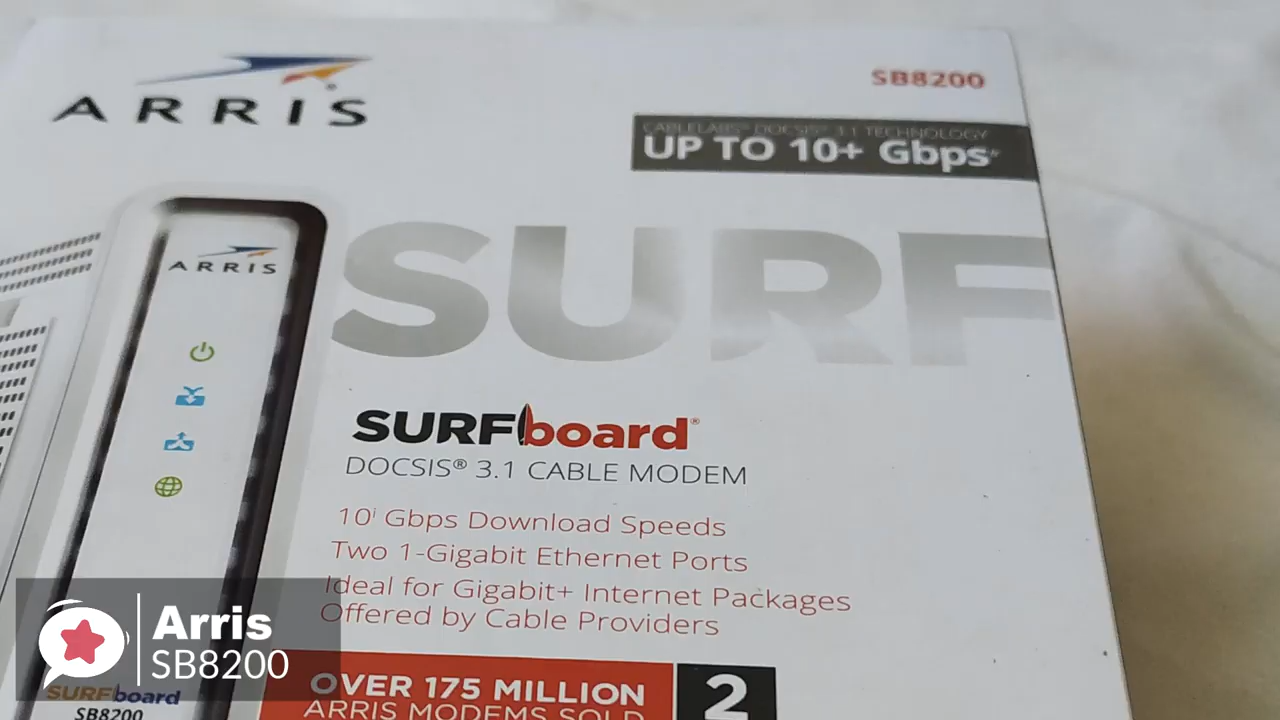 ARRIS
SB8200
CABLELABS® DOCSIS® 3.1 TECHNOLOGY
UP TO 10+ Gbps*
SURF
ARRIS
SURFboard®
DOCSIS® 3.1 CABLE MODEM
10ⁱ Gbps Download Speeds
Two 1-Gigabit Ethernet Ports
Ideal for Gigabit+ Internet Packages
Offered by Cable Providers
Arris
SB8200
SURFboard
SB8200
OVER 175 MILLION
ARRIS MODEMS SOLD
2